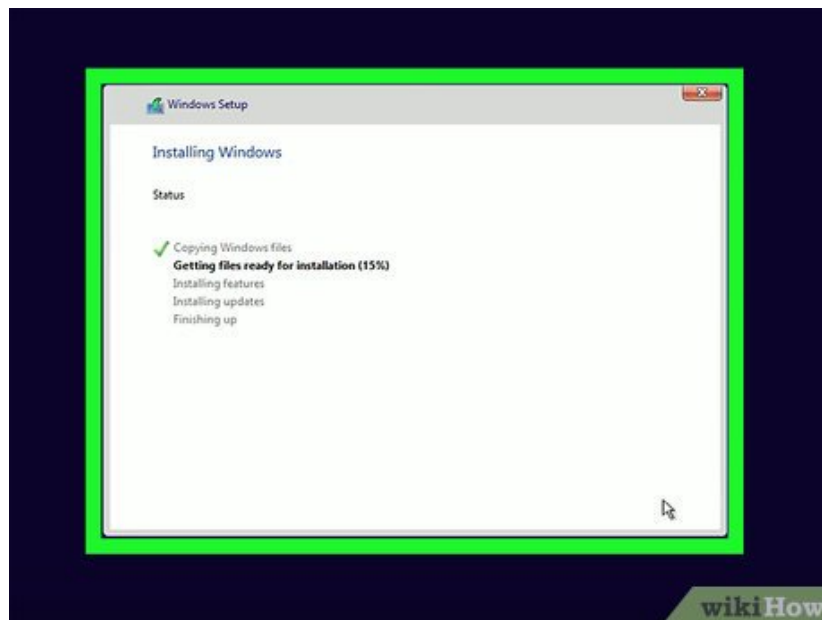 Windows Setup
Installing Windows
Status
Copying Windows files
Getting files ready for installation (15%)
Installing features
Installing updates
Finishing up
wikiHow